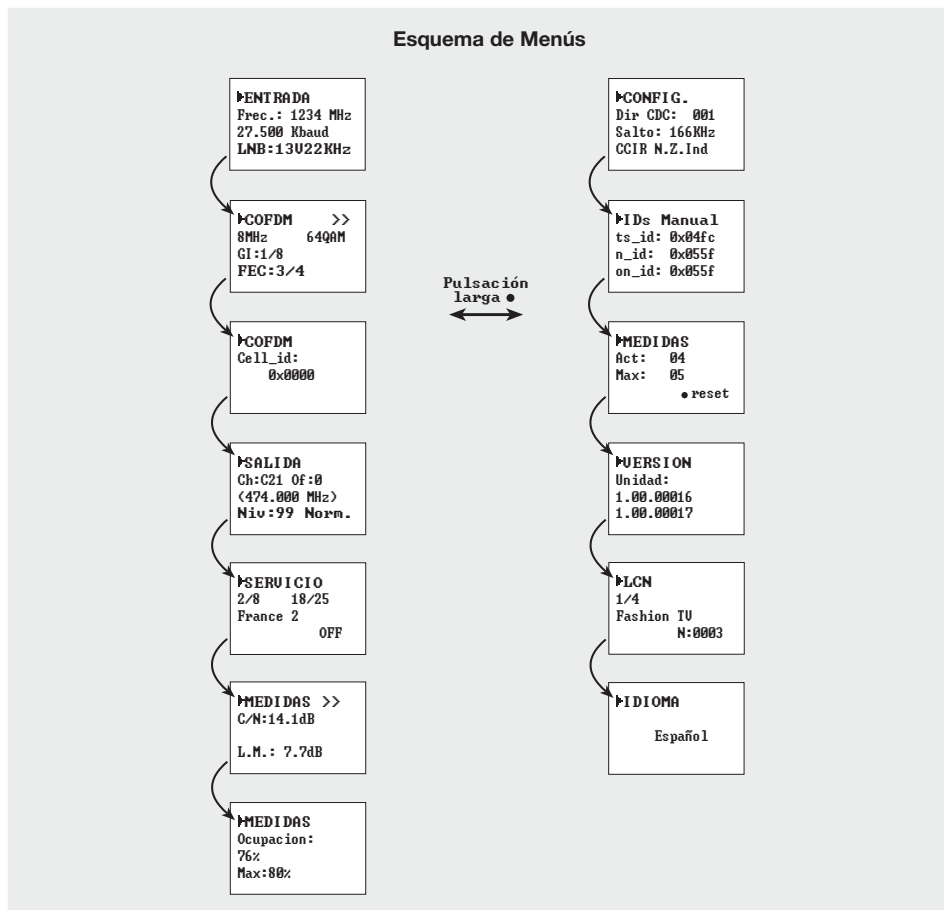 Esquema de Menús
ENTRADA
Frec.: 1234 MHz
27.500 Kbaud
LNB:13V22KHz
COFDM >>
8MHz 64QAM
GI:1/8
FEC:3/4
COFDM
Cell_id:
0x0000
SALIDA
Ch:C21 Of:0
(474.000 MHz)
Niv:99 Norm.
SERVICIO
2/8 18/25
France 2
OFF
MEDIDAS >>
C/N:14.1dB
L.M.: 7.7dB
MEDIDAS
Ocupacion:
76%
Max:80%
Pulsación
larga ●
CONFIG.
Dir CDC: 001
Salto: 166KHz
CCIR N.Z.Ind
IDs Manual
ts_id: 0x04fc
n_id: 0x055f
on_id: 0x055f
MEDIDAS
Act: 04
Max: 05
● reset
VERSION
Unidad:
1.00.00016
1.00.00017
LCN
1/4
Fashion TV
N:0003
IDIOMA
Español